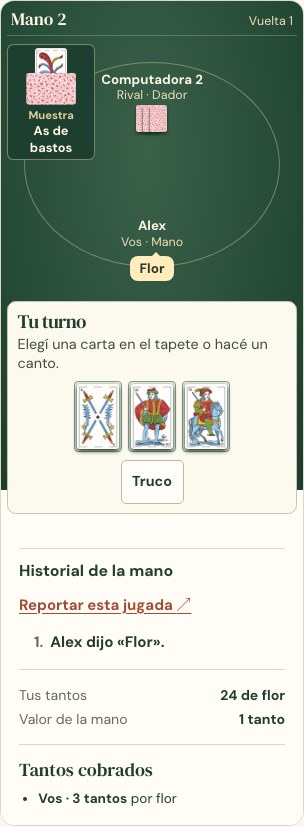 Mano 2
Vuelta 1
Muestra
As de
bastos
Computadora 2
Rival · Dador
Alex
Vos · Mano
Flor
Tu turno
Elegí una carta en el tapete o hacé un
canto.
Truco
Historial de la mano
Reportar esta jugada ↗
1. Alex dijo «Flor».
Tus tantos 24 de flor
Valor de la mano 1 tanto
Tantos cobrados
• Vos · 3 tantos por flor